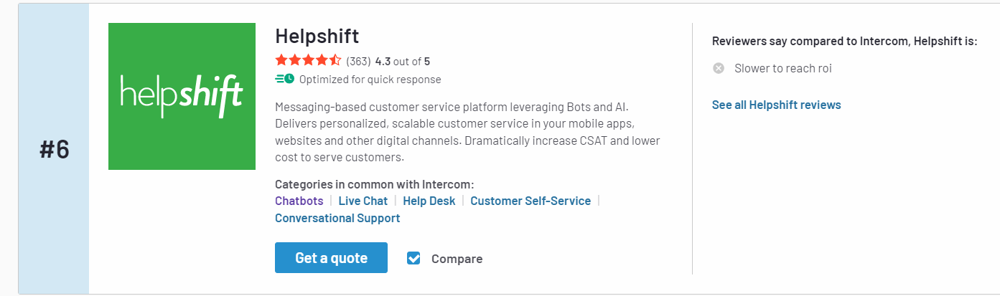 #6
helpshift
Helpshift
(363) 4.3 out of 5
Optimized for quick response
Messaging-based customer service platform leveraging Bots and AI.
Delivers personalized, scalable customer service in your mobile apps,
websites and other digital channels. Dramatically increase CSAT and lower
cost to serve customers.
Categories in common with Intercom:
Chatbots | Live Chat | Help Desk | Customer Self-Service |
Conversational Support
Get a quote
Compare
Reviewers say compared to Intercom, Helpshift is:
Slower to reach roi
See all Helpshift reviews